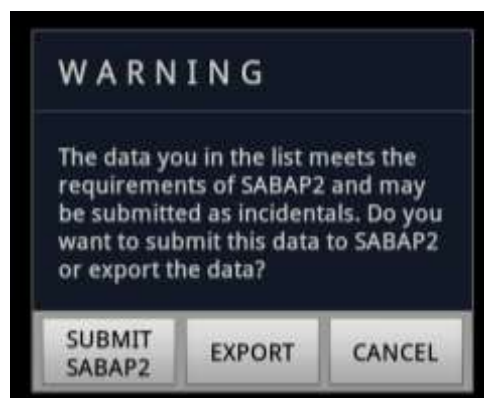 WARNING
The data you in the list meets the
requirements of SABAP2 and may
be submitted as incidentals. Do you
want to submit this data to SABAP2
or export the data?
SUBMIT
SABAP2
EXPORT
CANCEL